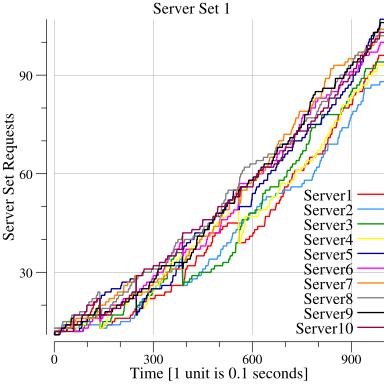 Server Set 1
Server Set Requests
90
60
30
Server1
Server2
Server3
Server4
Server5
Server6
Server7
Server8
Server9
Server10
0 300 600 900
Time [1 unit is 0.1 seconds]